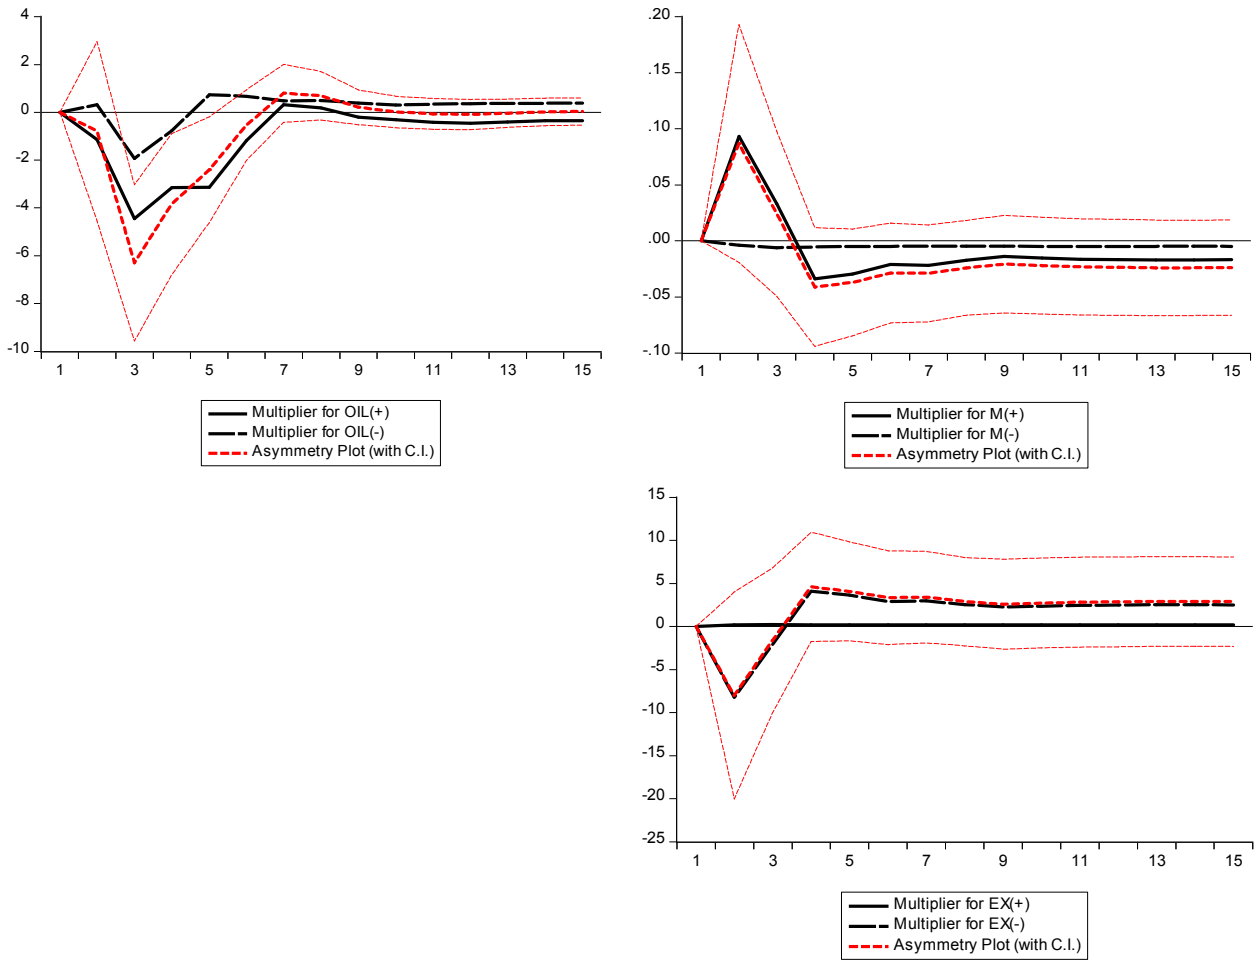 4
2
0
-2
-4
-6
-8
-10
1 3 5 7 9 11 13 15
Multiplier for OIL(+)
Multiplier for OIL(-)
Asymmetry Plot (with C.I.)
.20
.15
.10
.05
.00
-.05
-.10
1 3 5 7 9 11 13 15
Multiplier for M(+)
Multiplier for M(-)
Asymmetry Plot (with C.I.)
15
10
5
0
-5
-10
-15
-20
-25
1 3 5 7 9 11 13 15
Multiplier for EX(+)
Multiplier for EX(-)
Asymmetry Plot (with C.I.)